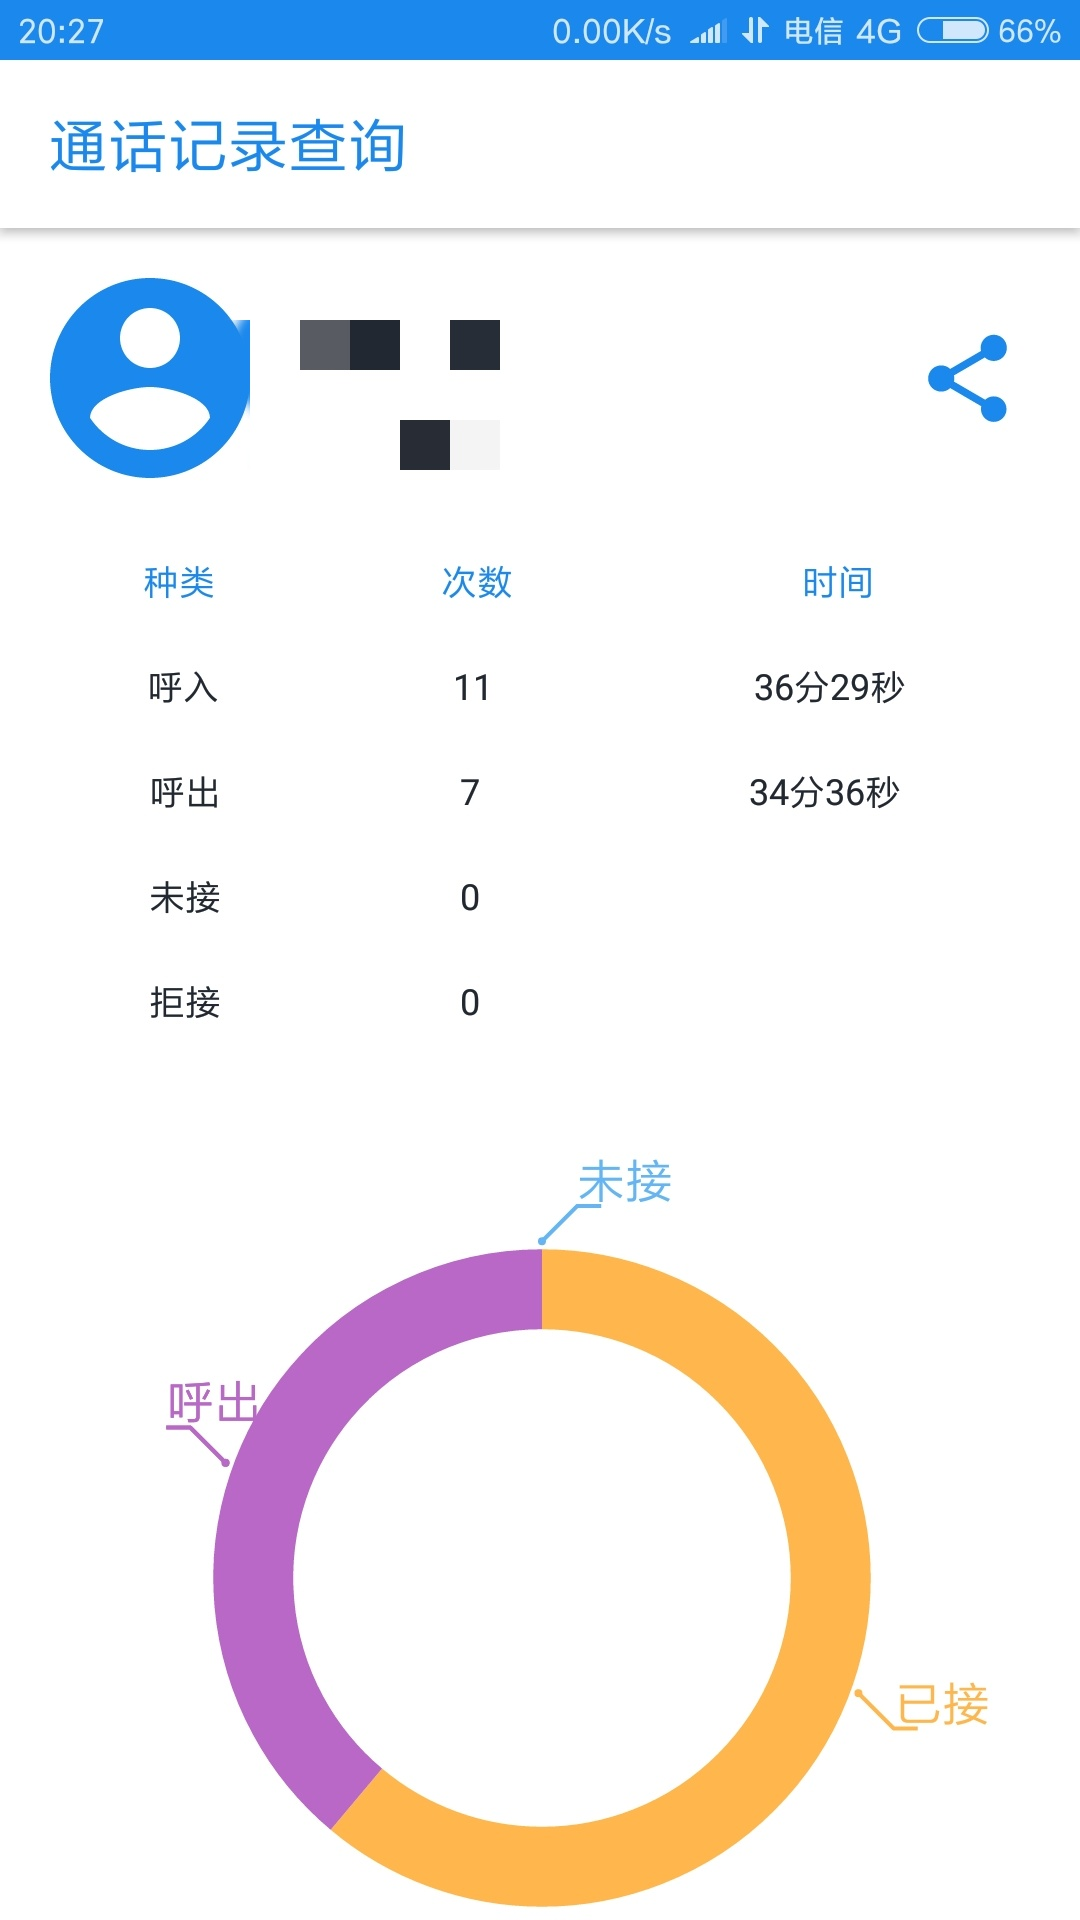 20:27 0.00K/s 电信 4G 66%
通话记录查询
种类 次数 时间
呼入 11 36分29秒
呼出 7 34分36秒
未接 0
拒接 0
未接
呼出
已接